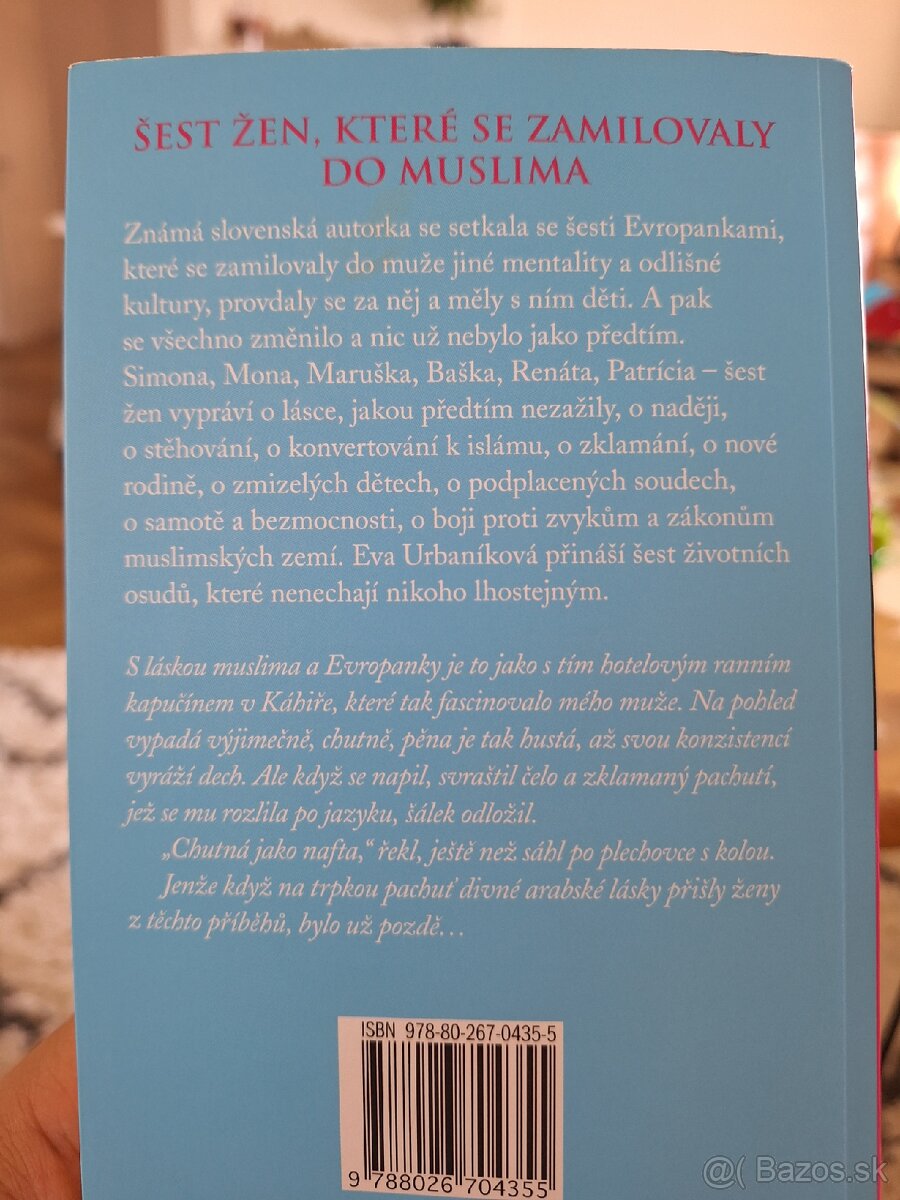 ŠEST ŽEN, KTERÉ SE ZAMILOVALY
DO MUSLIMA
Známá slovenská autorka se setkala se šesti Evropankami,
které se zamilovaly do muže jiné mentality a odlišné
kultury, provdaly se za něj a měly s ním děti. A pak
se všechno změnilo a nic už nebylo jako předtím.
Simona, Mona, Maruška, Baška, Renáta, Patrícia – šest
žen vypráví o lásce, jakou předtím nezažily, o naději,
o stěhování, o konvertování k islámu, o zklamání, o nové
rodině, o zmizelých dětech, o podplacených soudech,
o samotě a bezmocnosti, o boji proti zvykům a zákonům
muslimských zemí. Eva Urbaníková přináší šest životních
osudů, které nenechají nikoho lhostejným.
S láskou muslima a Evropanky je to jako s tím hotelovým ranním
kapučínem v Káhiře, které tak fascinovalo mého muže. Na pohled
vypadá výjimečně, chutně, pěna je tak hustá, až svou konzistencí
vyráží dech. Ale když se napil, svraštil čelo a zklamaný pachutí,
jež se mu rozlila po jazyku, šálek odložil.
„Chutná jako nafta,“ řekl, ještě než sáhl po plechovce s kolou.
Jenže když na trpkou pachuť divné arabské lásky přišly ženy
z těchto příběhů, bylo už pozdě…
ISBN 978-80-267-0435-5
9 788026 704355
@( Bazos.sk